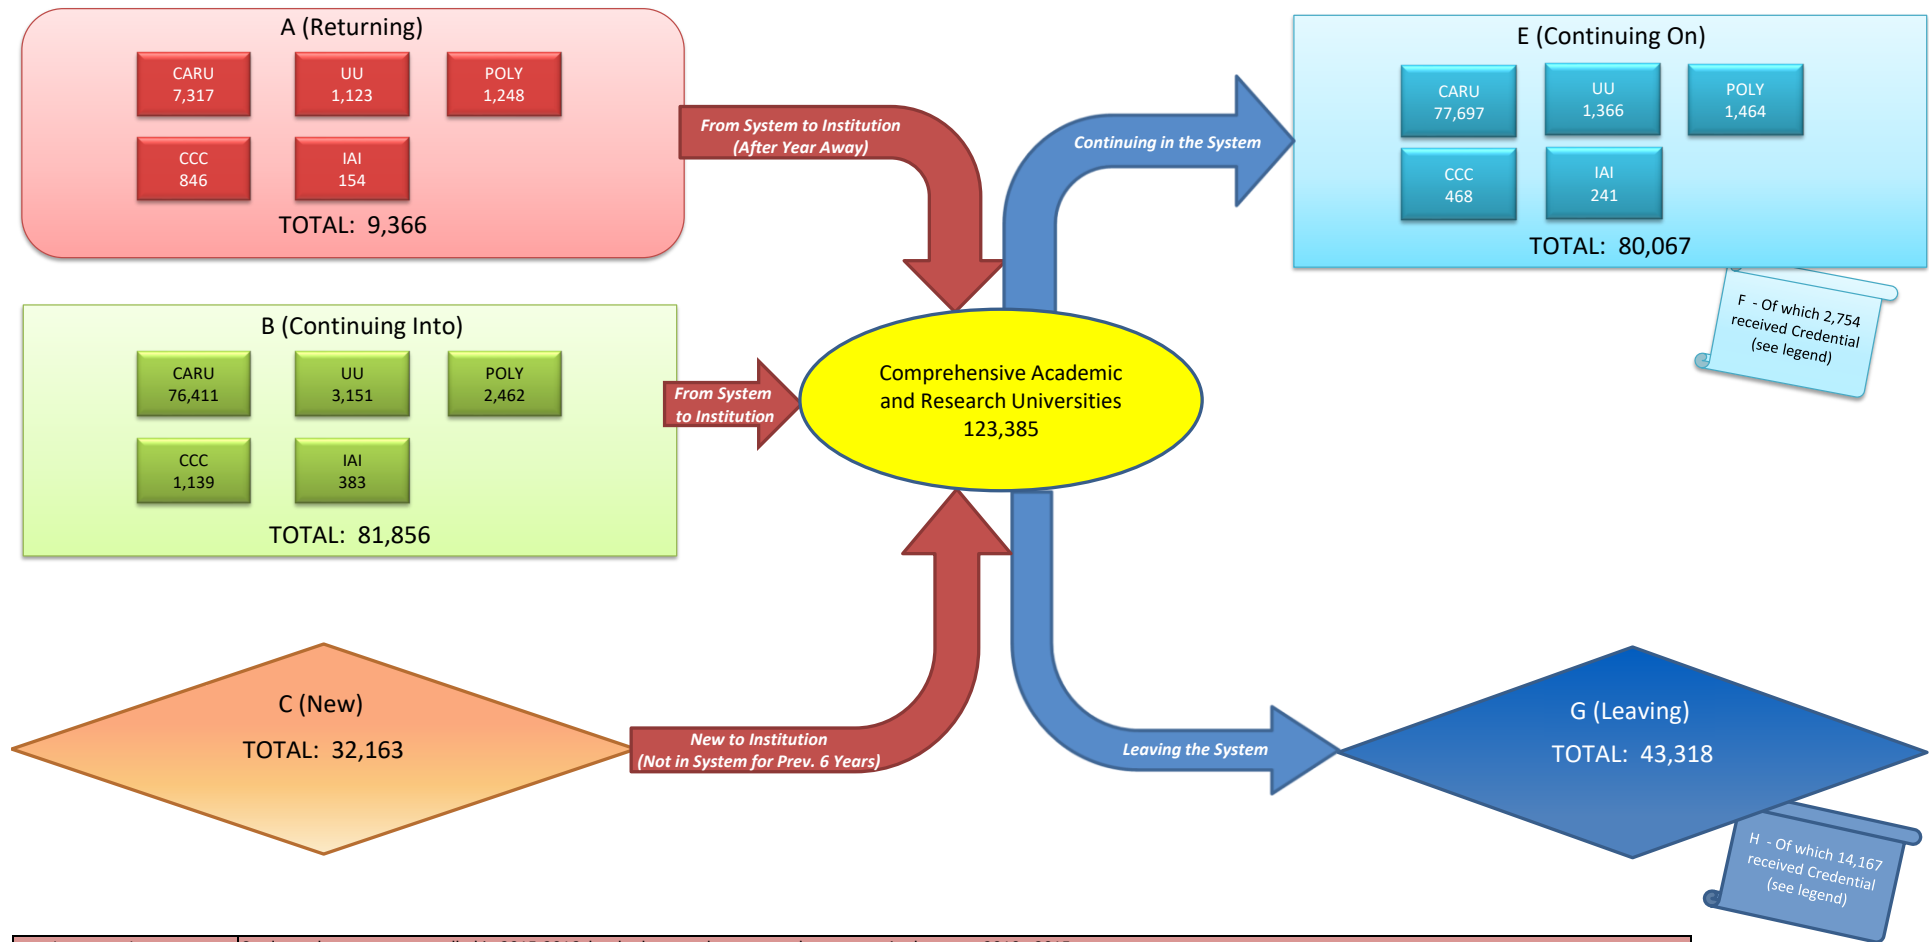 A (Returning)
CARU
7,317
UU
1,123
POLY
1,248
CCC
846
IAI
154
TOTAL: 9,366
From System to Institution
(After Year Away)
B (Continuing Into)
CARU
76,411
UU
3,151
POLY
2,462
CCC
1,139
IAI
383
TOTAL: 81,856
From System
to Institution
C (New)
TOTAL: 32,163
New to Institution
(Not in System for Prev. 6 Years)
Comprehensive Academic
and Research Universities
123,385
Continuing in the System
E (Continuing On)
CARU
77,697
UU
1,366
POLY
1,464
CCC
468
IAI
241
TOTAL: 80,067
F - Of which 2,754
received Credential
(see legend)
Leaving the System
G (Leaving)
TOTAL: 43,318
H - Of which 14,167
received Credential
(see legend)